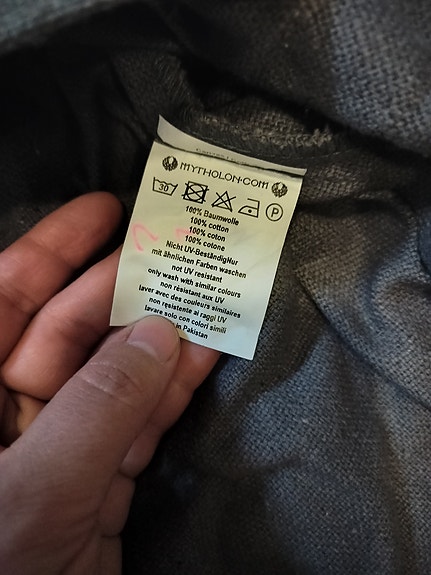 MYTHOLON.COM
30 P
100% Baumwolle
100% cotton
100% coton
100% cotone
Nicht UV-BeständigNur
mit ähnlichen Farben waschen
not UV resistant
only wash with similar colours
non résistant aux UV
laver avec des couleurs similaires
non resistente ai raggi UV
lavare solo con colori simili
in Pakistan